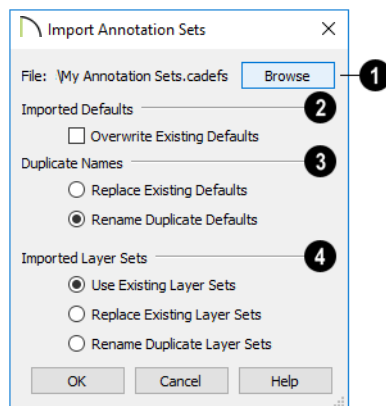 Import Annotation Sets
File: \My Annotation Sets.cadefs Browse 1
Imported Defaults 2
Overwrite Existing Defaults
Duplicate Names 3
Replace Existing Defaults
Rename Duplicate Defaults
Imported Layer Sets 4
Use Existing Layer Sets
Replace Existing Layer Sets
Rename Duplicate Layer Sets
OK Cancel Help